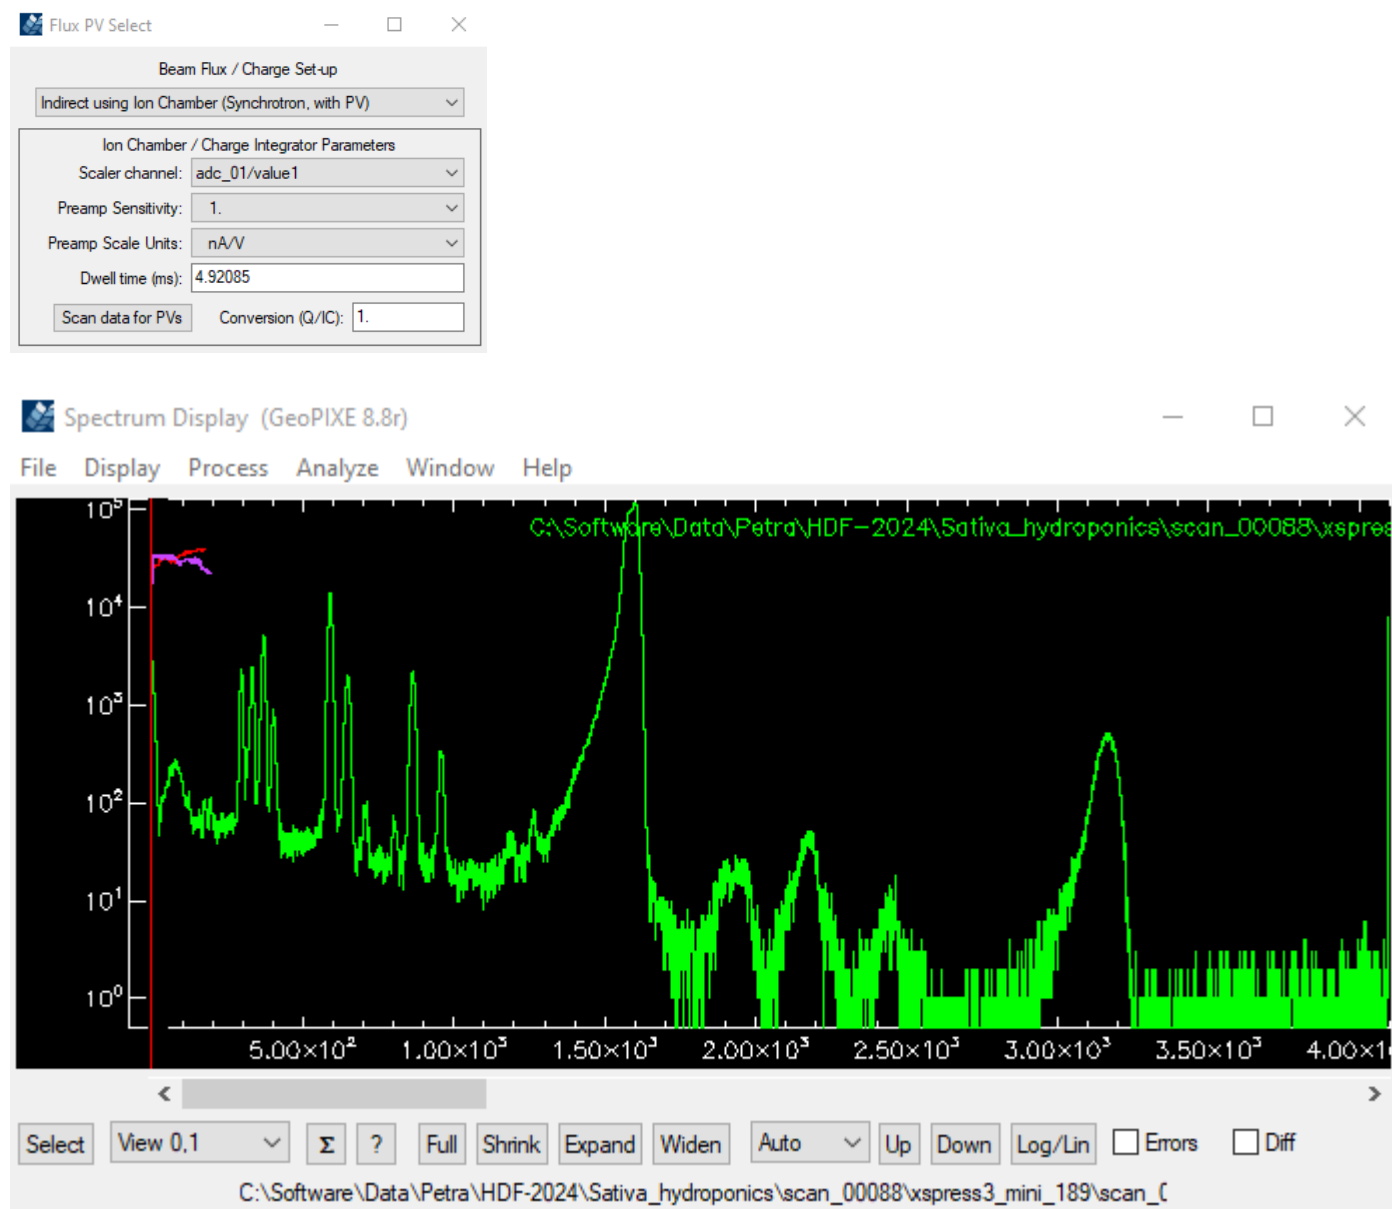 Flux PV Select
Beam Flux / Charge Set-up
Indirect using Ion Chamber (Synchrotron, with PV)
Ion Chamber / Charge Integrator Parameters
Scaler channel: adc_01/value1
Preamp Sensitivity: 1.
Preamp Scale Units: nA/V
Dwell time (ms): 4.92085
Scan data for PVs Conversion (Q/IC): 1.
Spectrum Display (GeoPIXE 8.8r)
File Display Process Analyze Window Help
10⁵
C:\Software\Data\Petra\HDF-2024\Sativa_hydroponics\scan_00088\xspres
10⁴
10³
10²
10¹
10⁰
5.00×10² 1.00×10³ 1.50×10³ 2.00×10³ 2.50×10³ 3.00×10³ 3.50×10³ 4.00×1
Select View 0,1 Σ ? Full Shrink Expand Widen Auto Up Down Log/Lin Errors Diff
C:\Software\Data\Petra\HDF-2024\Sativa_hydroponics\scan_00088\xspress3_mini_189\scan_0